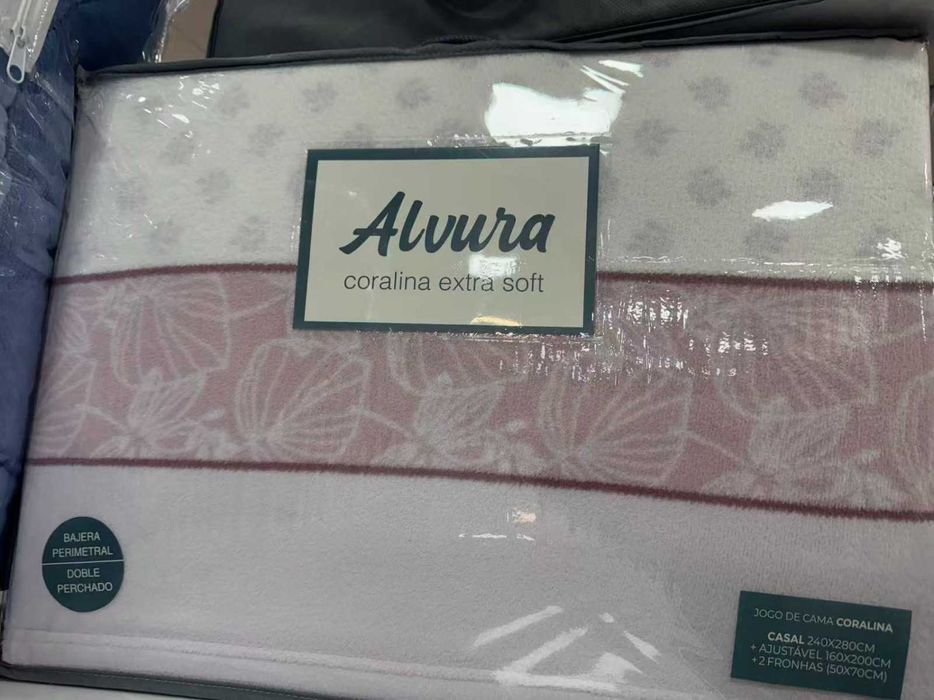 Alvura
coralina extra soft
BAJERA
PERIMETRAL
DOBLE
PERCHADO
JOGO DE CAMA CORALINA
CASAL 240X280CM
+ AJUSTÁVEL 160X200CM
+2 FRONHAS (50X70CM)